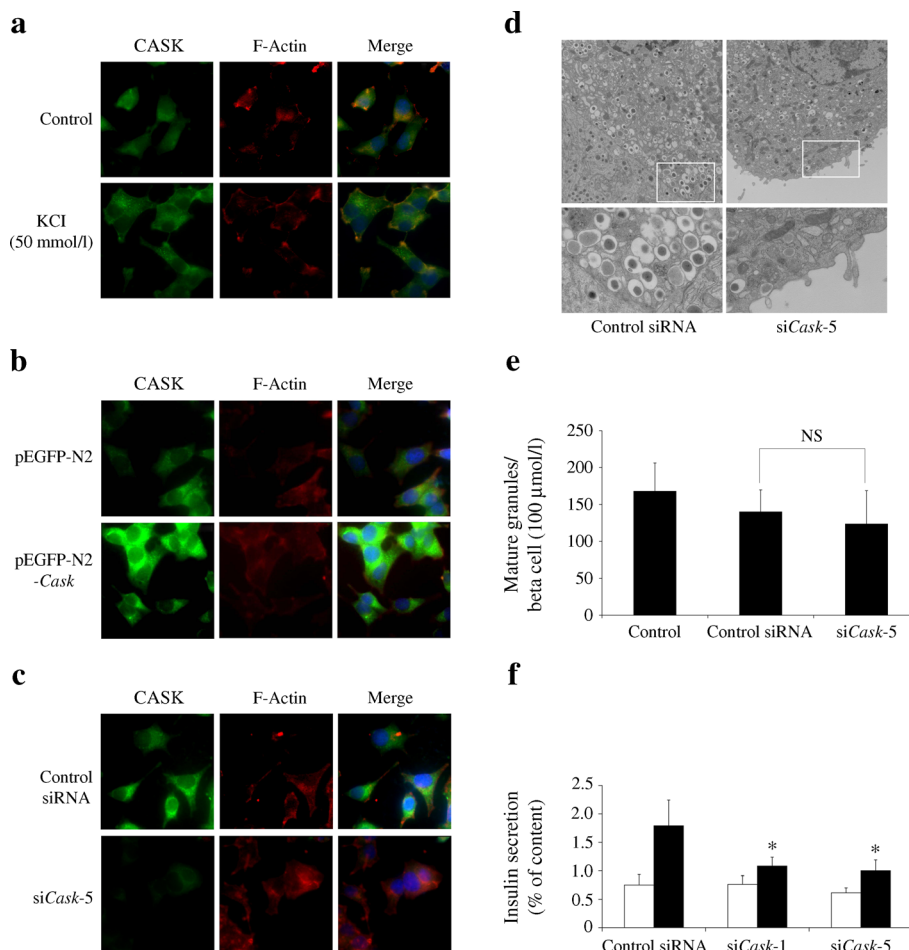 a
CASK
F-Actin
Merge
Control
KCl
(50 mmol/l)
b
CASK
F-Actin
Merge
pEGFP-N2
pEGFP-N2
-Cask
c
CASK
F-Actin
Merge
Control
siRNA
siCask-5
d
Control siRNA
siCask-5
e
Mature granules/
beta cell (100 μmol/l)
250
200
150
100
50
0
NS
Control
Control siRNA
siCask-5
f
Insulin secretion
(% of content)
2.5
2.0
1.5
1.0
0.5
0
*
*
Control siRNA
siCask-1
siCask-5